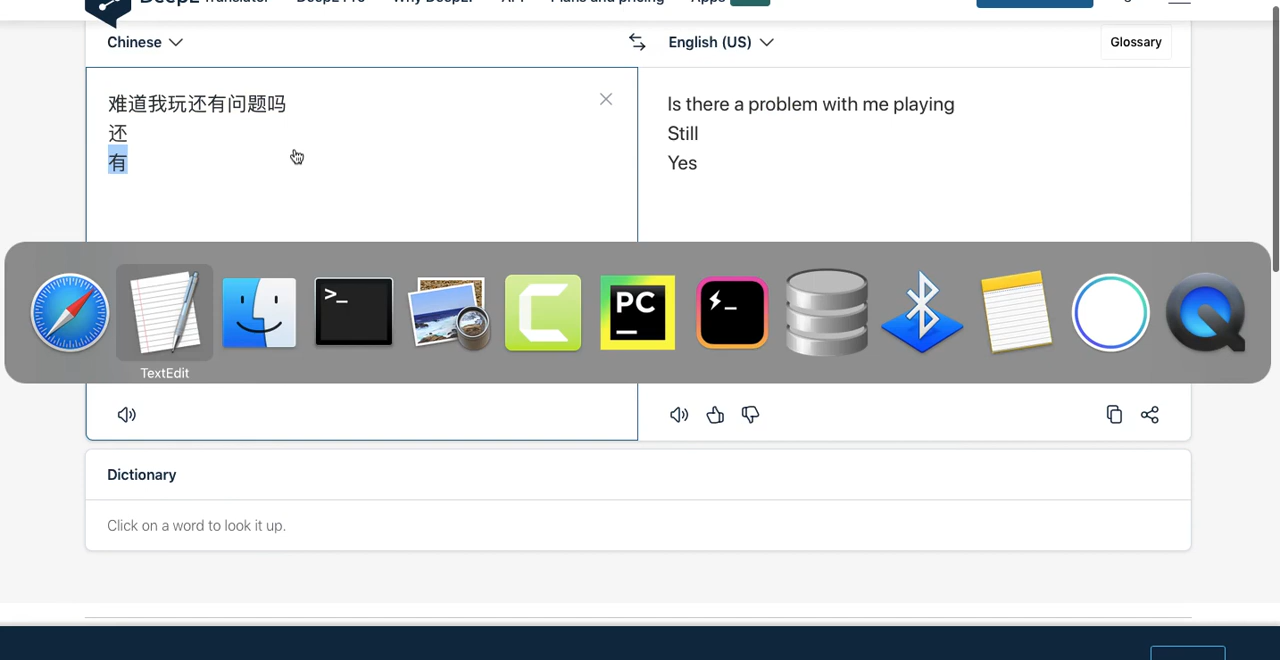 Chinese
English (US)
Glossary
难道我玩还有问题吗
还
有
Is there a problem with me playing
Still
Yes
>_
PC
_
TextEdit
Dictionary
Click on a word to look it up.